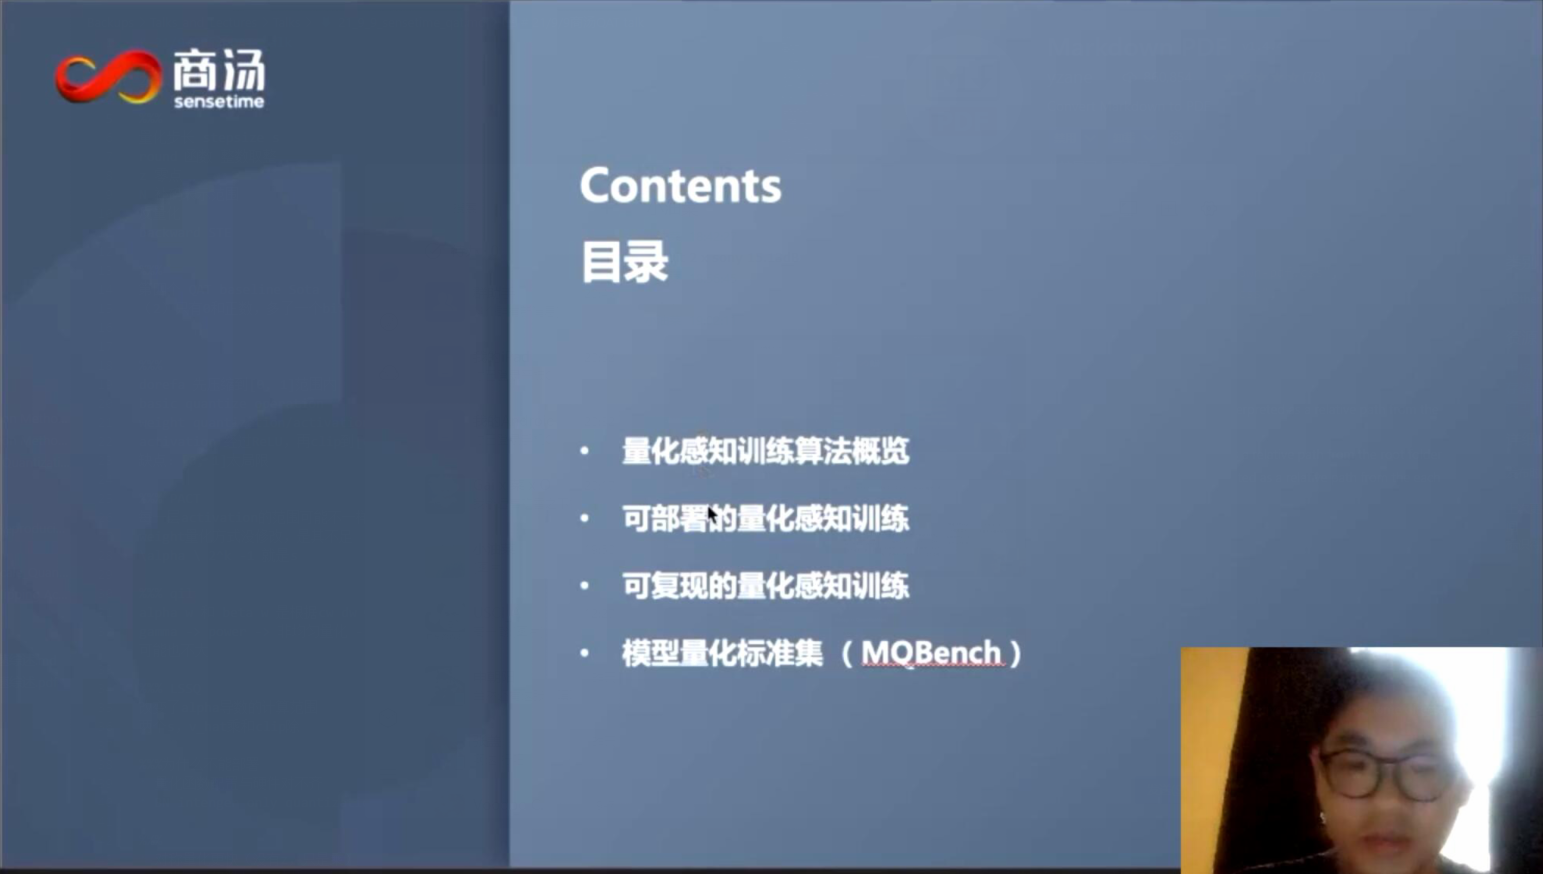 商汤
sensetime
Contents
目录
• 量化感知训练算法概览
• 可部署的量化感知训练
• 可复现的量化感知训练
• 模型量化标准集（MQBench）